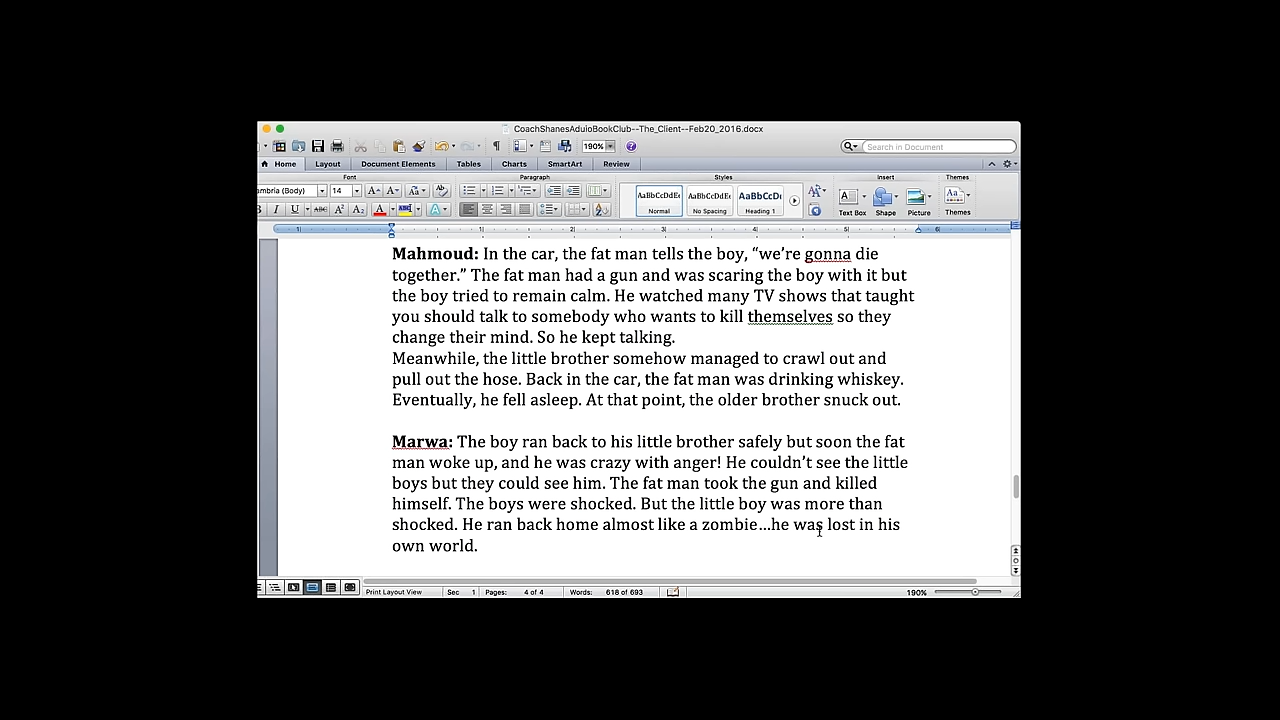 CoachShanesAduioBookClub--The_Client--Feb20_2016.docx
190% Search in Document
Home Layout Document Elements Tables Charts SmartArt Review
Font Paragraph Styles Insert Themes
ambria (Body) 14 AaBbCcDdEe AaBbCcDdEe AaBbCcDc
Normal No Spacing Heading 1 Text Box Shape Picture Themes
1 1 2 3 4 5 6
Mahmoud: In the car, the fat man tells the boy, “we’re gonna die
together.” The fat man had a gun and was scaring the boy with it but
the boy tried to remain calm. He watched many TV shows that taught
you should talk to somebody who wants to kill themselves so they
change their mind. So he kept talking.
Meanwhile, the little brother somehow managed to crawl out and
pull out the hose. Back in the car, the fat man was drinking whiskey.
Eventually, he fell asleep. At that point, the older brother snuck out.
Marwa: The boy ran back to his little brother safely but soon the fat
man woke up, and he was crazy with anger! He couldn’t see the little
boys but they could see him. The fat man took the gun and killed
himself. The boys were shocked. But the little boy was more than
shocked. He ran back home almost like a zombie…he was lost in his
own world.
Print Layout View Sec 1 Pages: 4 of 4 Words: 618 of 693 190%